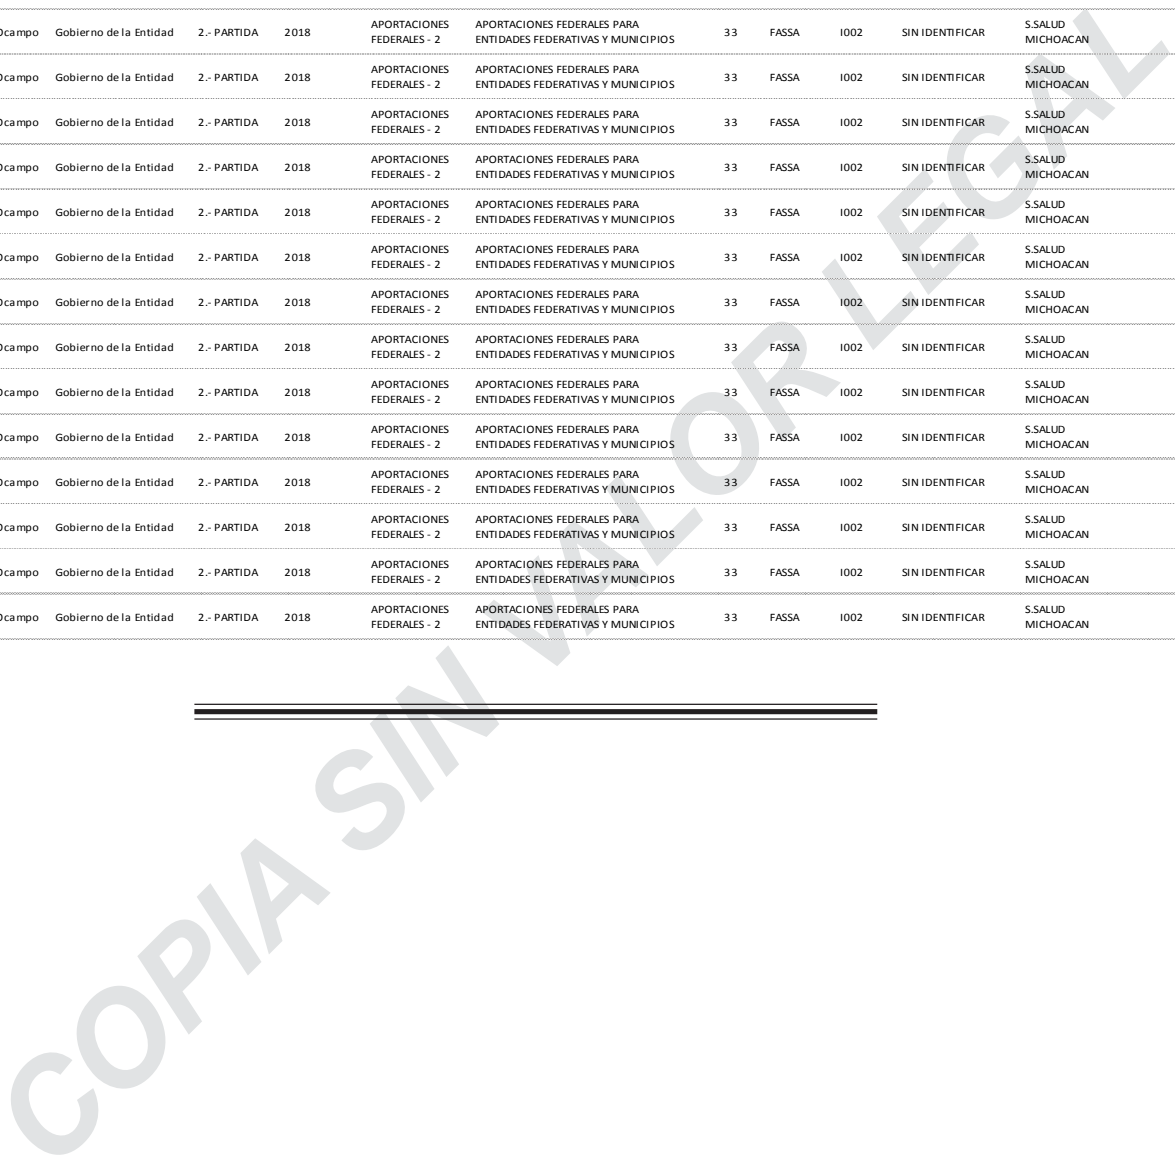 APORTACIONES APORTACIONES FEDERALES PARA S.SALUD
Ocampo Gobierno de la Entidad 2.- PARTIDA 2018 33 FASSA I002 SIN IDENTIFICAR
FEDERALES - 2 ENTIDADES FEDERATIVAS Y MUNICIPIOS MICHOACAN
APORTACIONES APORTACIONES FEDERALES PARA S.SALUD
Ocampo Gobierno de la Entidad 2.- PARTIDA 2018 33 FASSA I002 SIN IDENTIFICAR
FEDERALES - 2 ENTIDADES FEDERATIVAS Y MUNICIPIOS MICHOACAN
APORTACIONES APORTACIONES FEDERALES PARA S.SALUD
Ocampo Gobierno de la Entidad 2.- PARTIDA 2018 33 FASSA I002 SIN IDENTIFICAR
FEDERALES - 2 ENTIDADES FEDERATIVAS Y MUNICIPIOS MICHOACAN
APORTACIONES APORTACIONES FEDERALES PARA S.SALUD
Ocampo Gobierno de la Entidad 2.- PARTIDA 2018 33 FASSA I002 SIN IDENTIFICAR
FEDERALES - 2 ENTIDADES FEDERATIVAS Y MUNICIPIOS MICHOACAN
APORTACIONES APORTACIONES FEDERALES PARA S.SALUD
Ocampo Gobierno de la Entidad 2.- PARTIDA 2018 33 FASSA I002 SIN IDENTIFICAR
FEDERALES - 2 ENTIDADES FEDERATIVAS Y MUNICIPIOS MICHOACAN
APORTACIONES APORTACIONES FEDERALES PARA S.SALUD
Ocampo Gobierno de la Entidad 2.- PARTIDA 2018 33 FASSA I002 SIN IDENTIFICAR
FEDERALES - 2 ENTIDADES FEDERATIVAS Y MUNICIPIOS MICHOACAN
APORTACIONES APORTACIONES FEDERALES PARA S.SALUD
Ocampo Gobierno de la Entidad 2.- PARTIDA 2018 33 FASSA I002 SIN IDENTIFICAR
FEDERALES - 2 ENTIDADES FEDERATIVAS Y MUNICIPIOS MICHOACAN
APORTACIONES APORTACIONES FEDERALES PARA S.SALUD
Ocampo Gobierno de la Entidad 2.- PARTIDA 2018 33 FASSA I002 SIN IDENTIFICAR
FEDERALES - 2 ENTIDADES FEDERATIVAS Y MUNICIPIOS MICHOACAN
APORTACIONES APORTACIONES FEDERALES PARA S.SALUD
Ocampo Gobierno de la Entidad 2.- PARTIDA 2018 33 FASSA I002 SIN IDENTIFICAR
FEDERALES - 2 ENTIDADES FEDERATIVAS Y MUNICIPIOS MICHOACAN
APORTACIONES APORTACIONES FEDERALES PARA S.SALUD
Ocampo Gobierno de la Entidad 2.- PARTIDA 2018 33 FASSA I002 SIN IDENTIFICAR
FEDERALES - 2 ENTIDADES FEDERATIVAS Y MUNICIPIOS MICHOACAN
APORTACIONES APORTACIONES FEDERALES PARA S.SALUD
Ocampo Gobierno de la Entidad 2.- PARTIDA 2018 33 FASSA I002 SIN IDENTIFICAR
FEDERALES - 2 ENTIDADES FEDERATIVAS Y MUNICIPIOS MICHOACAN
APORTACIONES APORTACIONES FEDERALES PARA S.SALUD
Ocampo Gobierno de la Entidad 2.- PARTIDA 2018 33 FASSA I002 SIN IDENTIFICAR
FEDERALES - 2 ENTIDADES FEDERATIVAS Y MUNICIPIOS MICHOACAN
APORTACIONES APORTACIONES FEDERALES PARA S.SALUD
Ocampo Gobierno de la Entidad 2.- PARTIDA 2018 33 FASSA I002 SIN IDENTIFICAR
FEDERALES - 2 ENTIDADES FEDERATIVAS Y MUNICIPIOS MICHOACAN
APORTACIONES APORTACIONES FEDERALES PARA S.SALUD
Ocampo Gobierno de la Entidad 2.- PARTIDA 2018 33 FASSA I002 SIN IDENTIFICAR
FEDERALES - 2 ENTIDADES FEDERATIVAS Y MUNICIPIOS MICHOACAN
COPIA SIN VALOR LEGAL